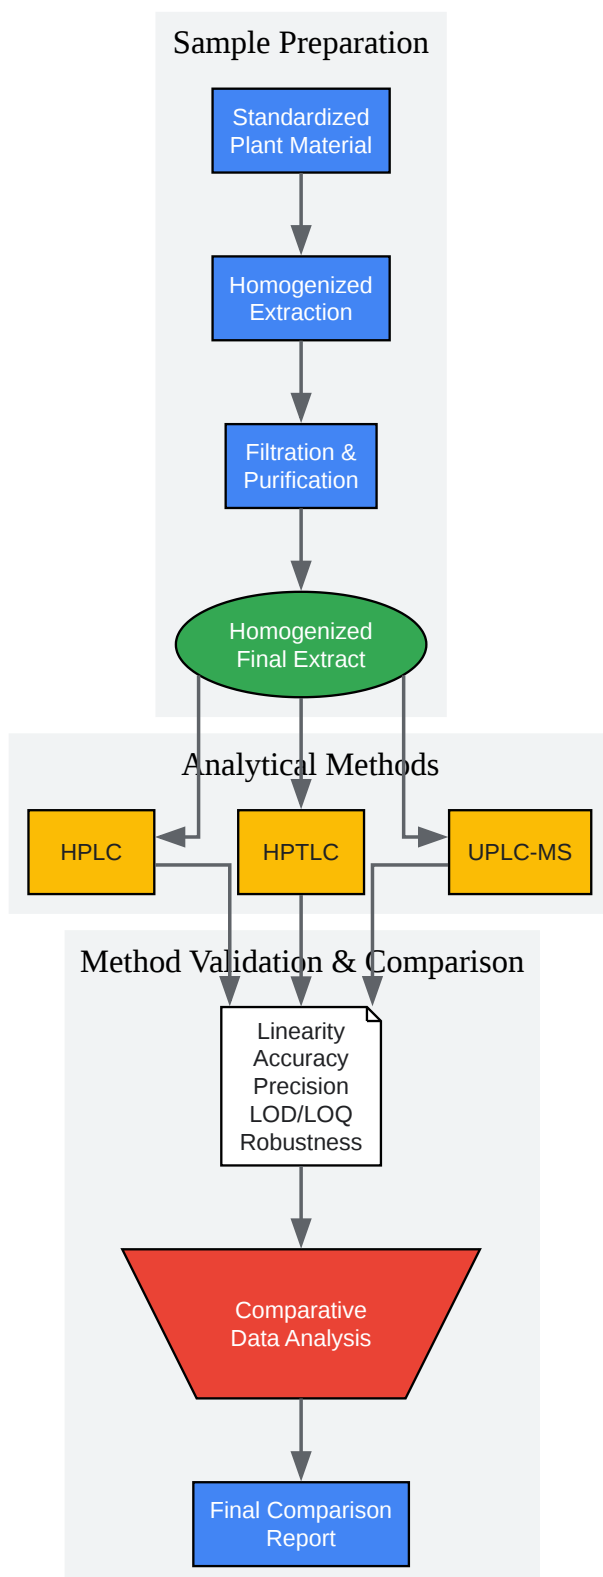 Sample Preparation
Standardized
Plant Material
Homogenized
Extraction
Filtration &
Purification
Homogenized
Final Extract
Analytical Methods
HPLC
HPTLC
UPLC-MS
Method Validation & Comparison
Linearity
Accuracy
Precision
LOD/LOQ
Robustness
Comparative
Data Analysis
Final Comparison
Report